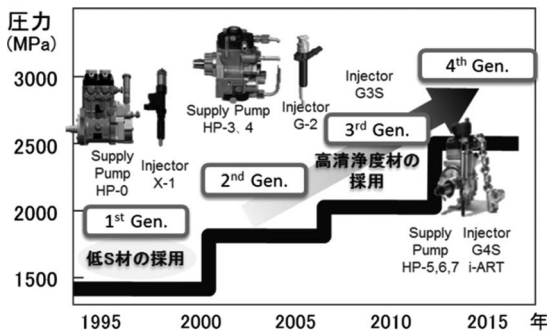 圧力
(MPa)
3000
2500
2000
1500
Supply
Pump
HP-0
Injector
X-1
Supply Pump
HP-3、4
Injector
G-2
Injector
G3S
4th Gen.
3rd Gen.
高清浄度材の
採用
2nd Gen.
1st Gen.
低S材の採用
Supply
Pump
HP-5,6,7
Injector
G4S
i-ART
1995
2000
2005
2010
2015
年